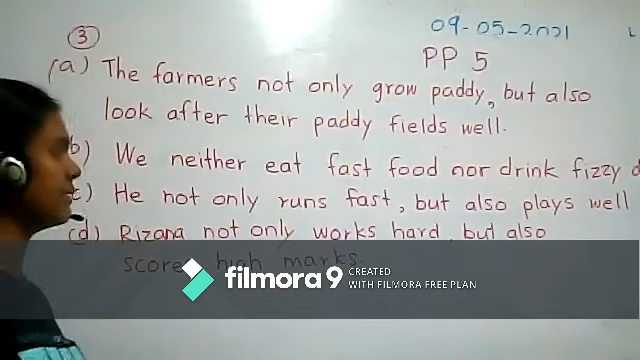 09-05-2021 L
3 PP 5
(a) The farmers not only grow paddy, but also
look after their paddy fields well.
b) We neither eat fast food nor drink fizzy d
c) He not only runs fast, but also plays well
(d) Rizana not only works hard, but also
score high marks.
filmora9 CREATED
WITH FILMORA FREE PLAN